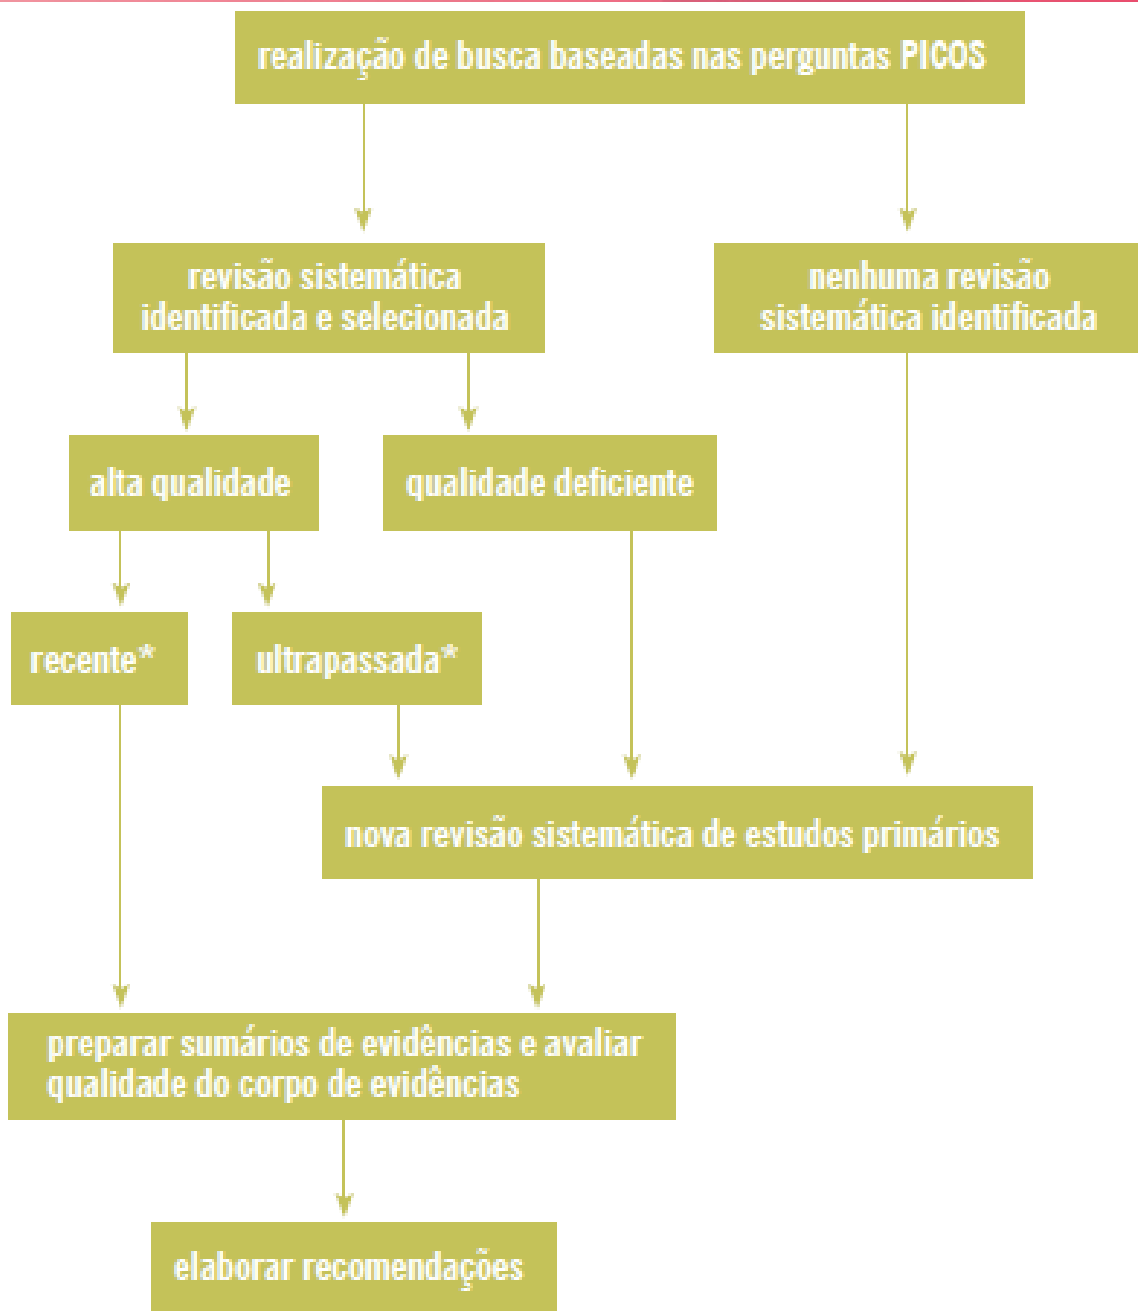 realização de busca baseadas nas perguntas PICOS
revisão sistemática
identificada e selecionada
nenhuma revisão
sistemática identificada
alta qualidade
qualidade deficiente
recente*
ultrapassada*
nova revisão sistemática de estudos primários
preparar sumários de evidências e avaliar
qualidade do corpo de evidências
elaborar recomendações